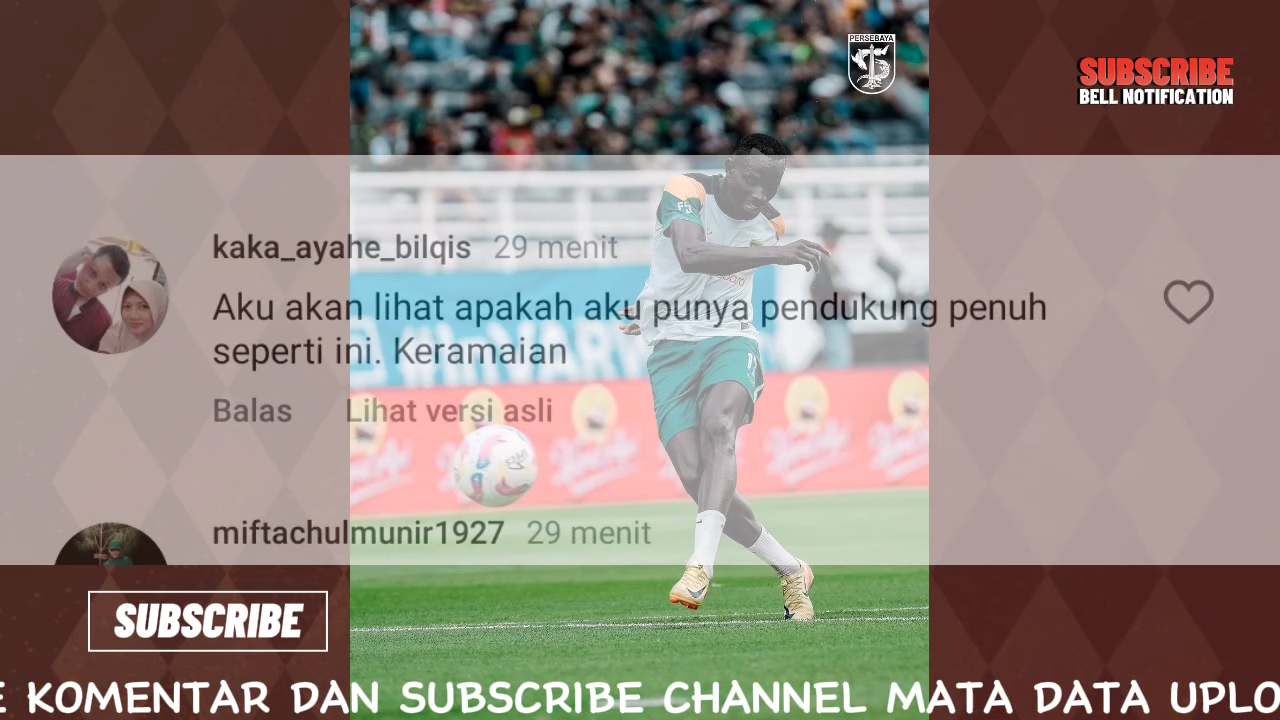 PERSEBAYA
SUBSCRIBE
BELL NOTIFICATION
kaka_ayahe_bilqis 29 menit
Aku akan lihat apakah aku punya pendukung penuh
seperti ini. Keramaian
Balas Lihat versi asli
miftachulmunir1927 29 menit
SUBSCRIBE
E KOMENTAR DAN SUBSCRIBE CHANNEL MATA DATA UPLO